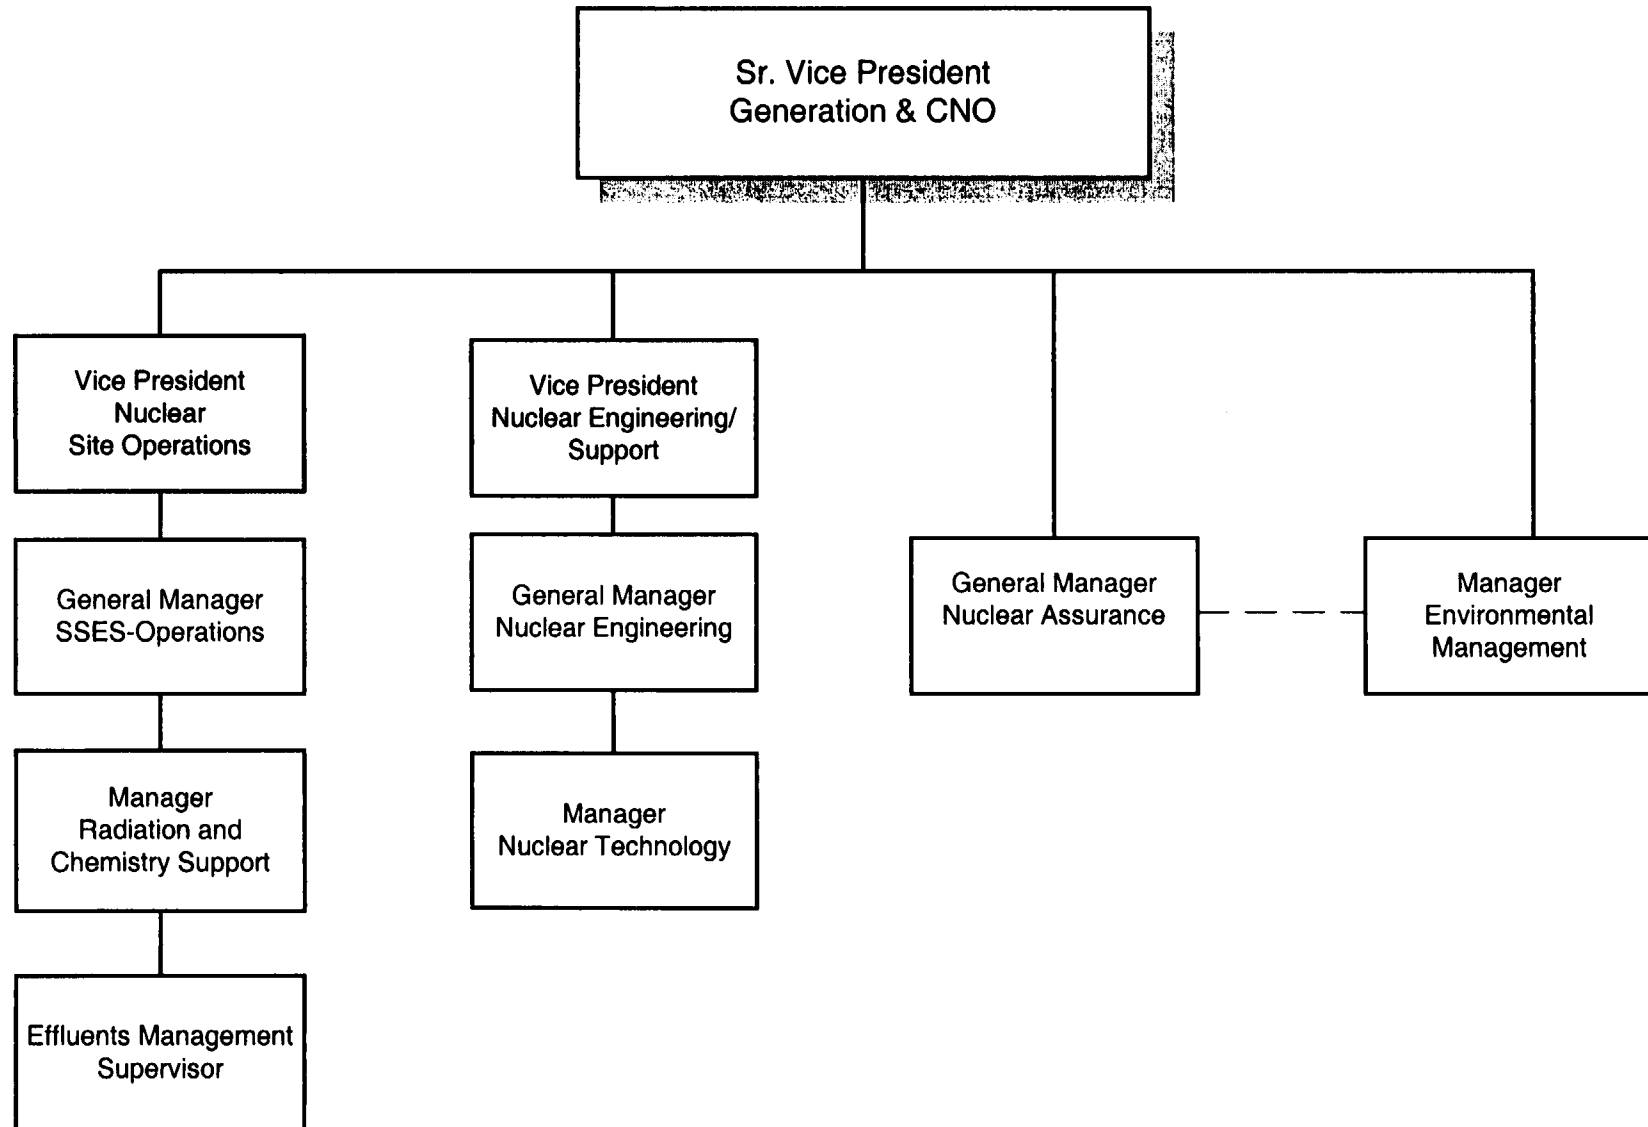 Sr. Vice President
Generation & CNO
Vice President
Nuclear
Site Operations
Vice President
Nuclear Engineering/
Support
General Manager
SSES-Operations
General Manager
Nuclear Engineering
General Manager
Nuclear Assurance
Manager
Environmental
Management
Manager
Radiation and
Chemistry Support
Manager
Nuclear Technology
Effluents Management
Supervisor